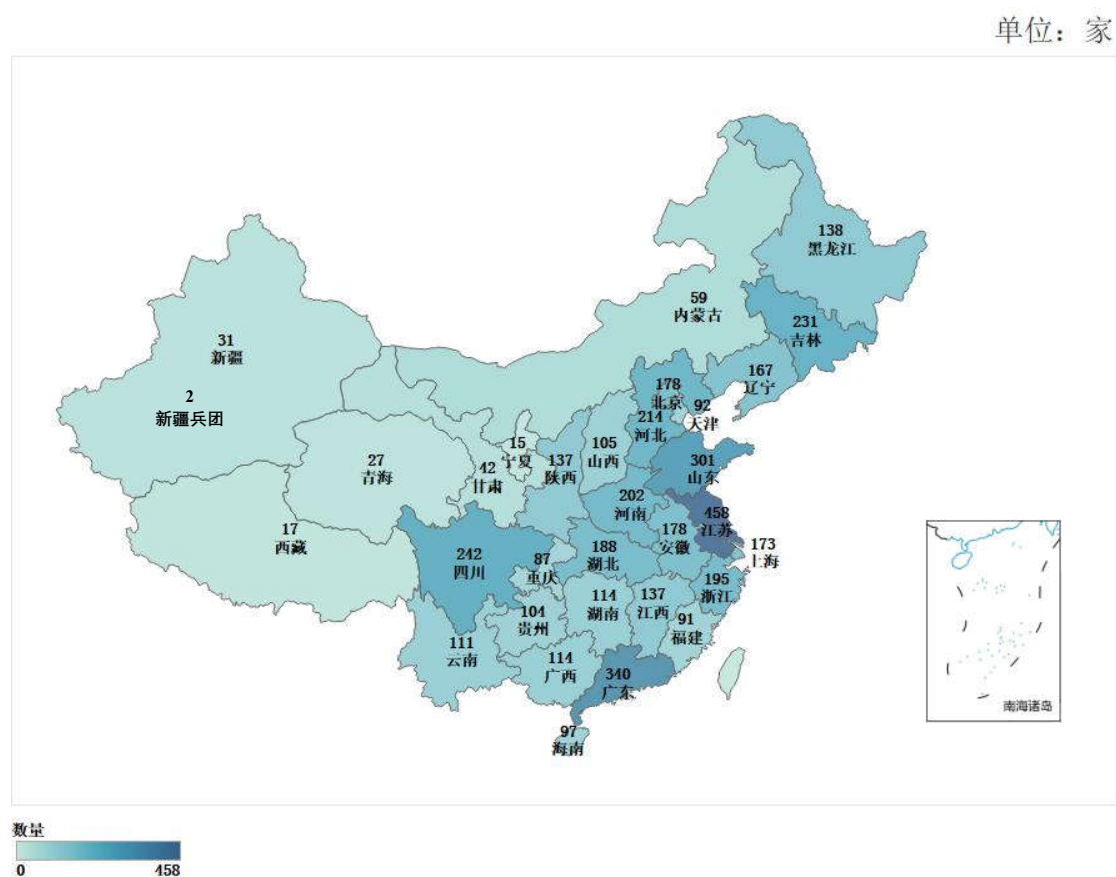 单位：家
138
黑龙江
59
内蒙古
231
吉林
31
新疆
167
辽宁
178
北京
2
新疆兵团
92
天津
214
河北
15
宁夏
105
山西
137
陕西
27
青海
42
甘肃
301
山东
202
河南
458
江苏
17
西藏
178
安徽
173
上海
242
四川
87
重庆
188
湖北
195
浙江
104
贵州
114
湖南
137
江西
91
福建
111
云南
114
广西
340
广东
97
海南
南海诸岛
数量
0 458